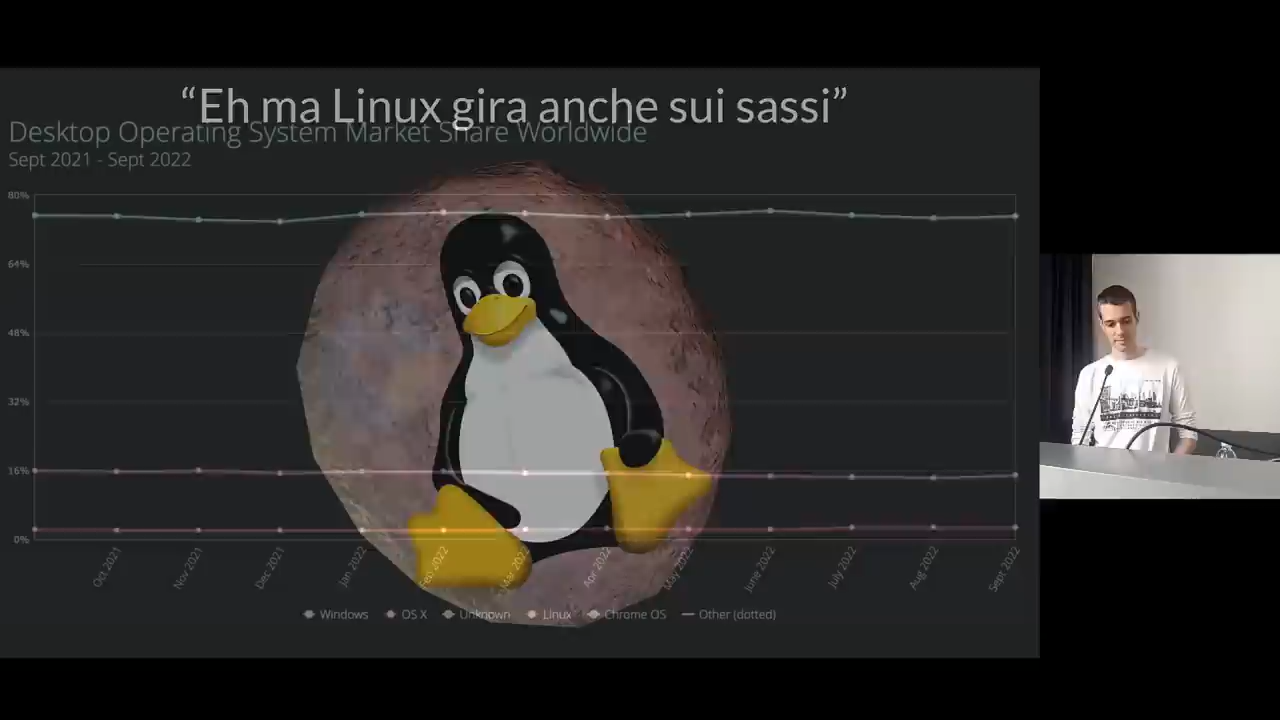 “Eh ma Linux gira anche sui sassi”
Desktop Operating System Market Share Worldwide
Sept 2021 - Sept 2022
80%
64%
48%
32%
16%
0%
Oct 2021
Nov 2021
Dec 2021
Jan 2022
Feb 2022
Mar 2022
Apr 2022
May 2022
June 2022
July 2022
Aug 2022
Sept 2022
Windows OS X Unknown Linux Chrome OS Other (dotted)